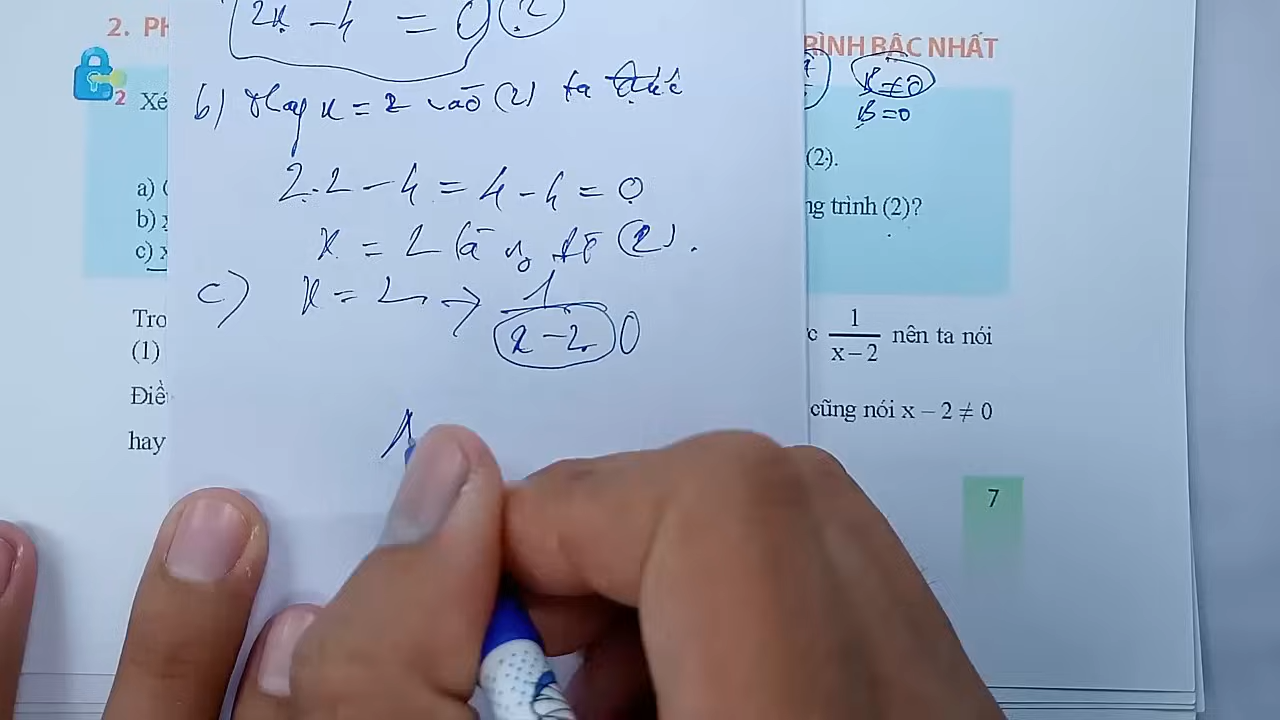 2x - 4 = 0 (2)
2. PH
RÌNH BẬC NHẤT
B ≠ 0
B = 0
2 Xé
b) Thay x = 2 vào (2) ta được
(2).
a)
2.2 - 4 = 4 - 4 = 0
b)
ng trình (2)?
x = 2 là của (2).
c) x
c) x = 2 → 1/(x - 2) 0
Tro
(1)
c 1/(x – 2) nên ta nói
Điề
cũng nói x – 2 ≠ 0
hay
7